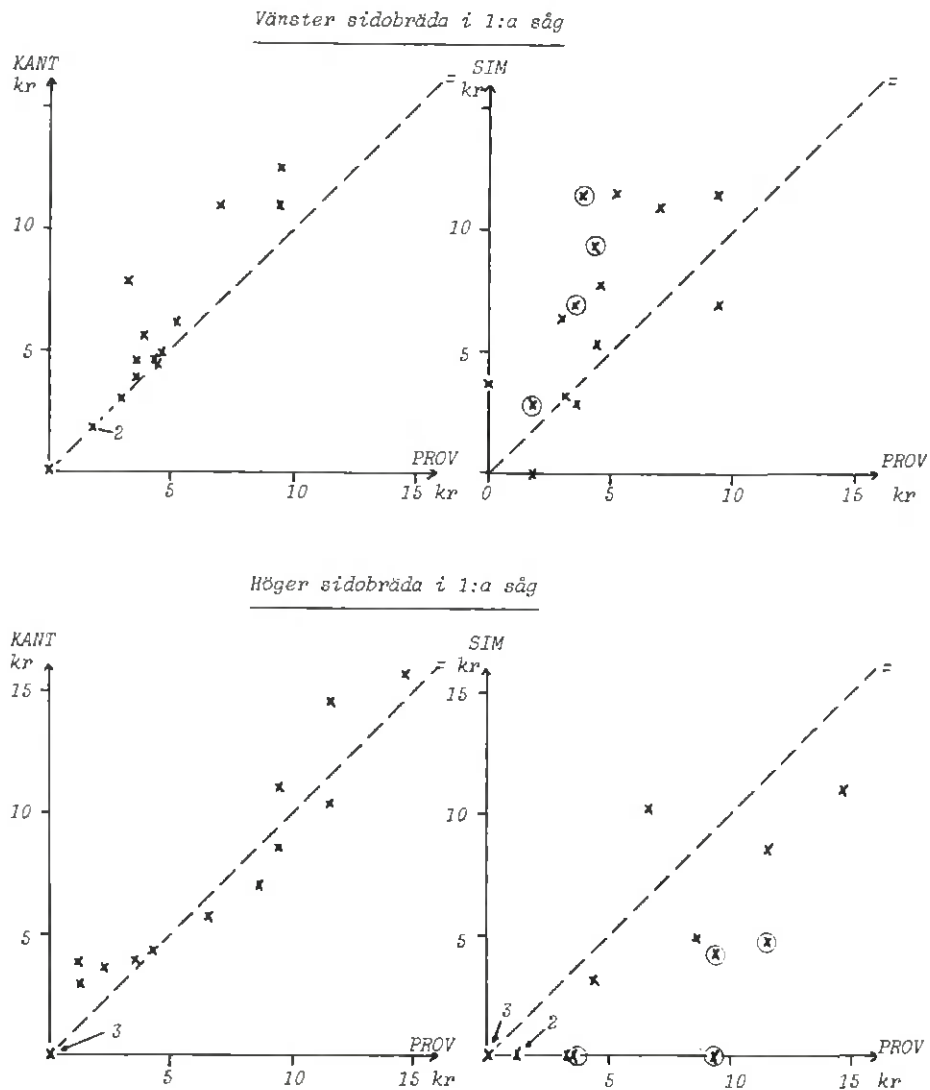 Vänster sidobräda i 1:a såg
KANT
kr
=
10
5
2
PROV
5
10
15
kr
SIM
kr
=
10
5
PROV
0
5
10
15
kr
Höger sidobräda i 1:a såg
KANT
kr
=
15
10
5
3
PROV
5
10
15
kr
SIM
kr
=
15
10
5
3
2
PROV
5
10
15
kr